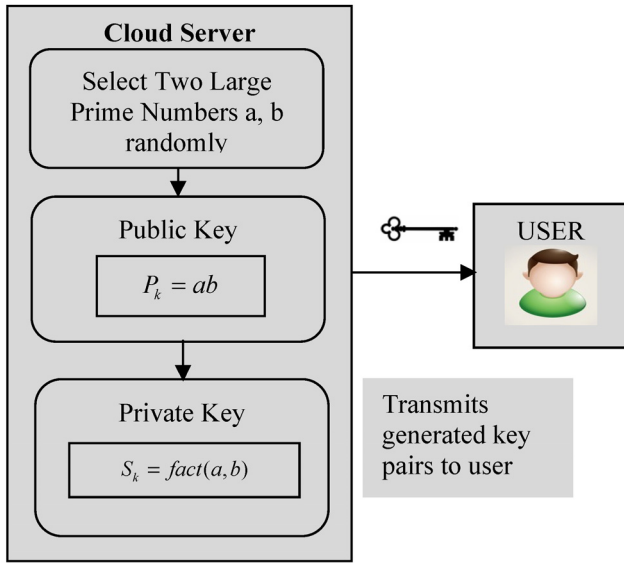 Cloud Server
Select Two Large
Prime Numbers a, b
randomly
Public Key
P_k = ab
Private Key
S_k = fact(a,b)
USER
Transmits
generated key
pairs to user